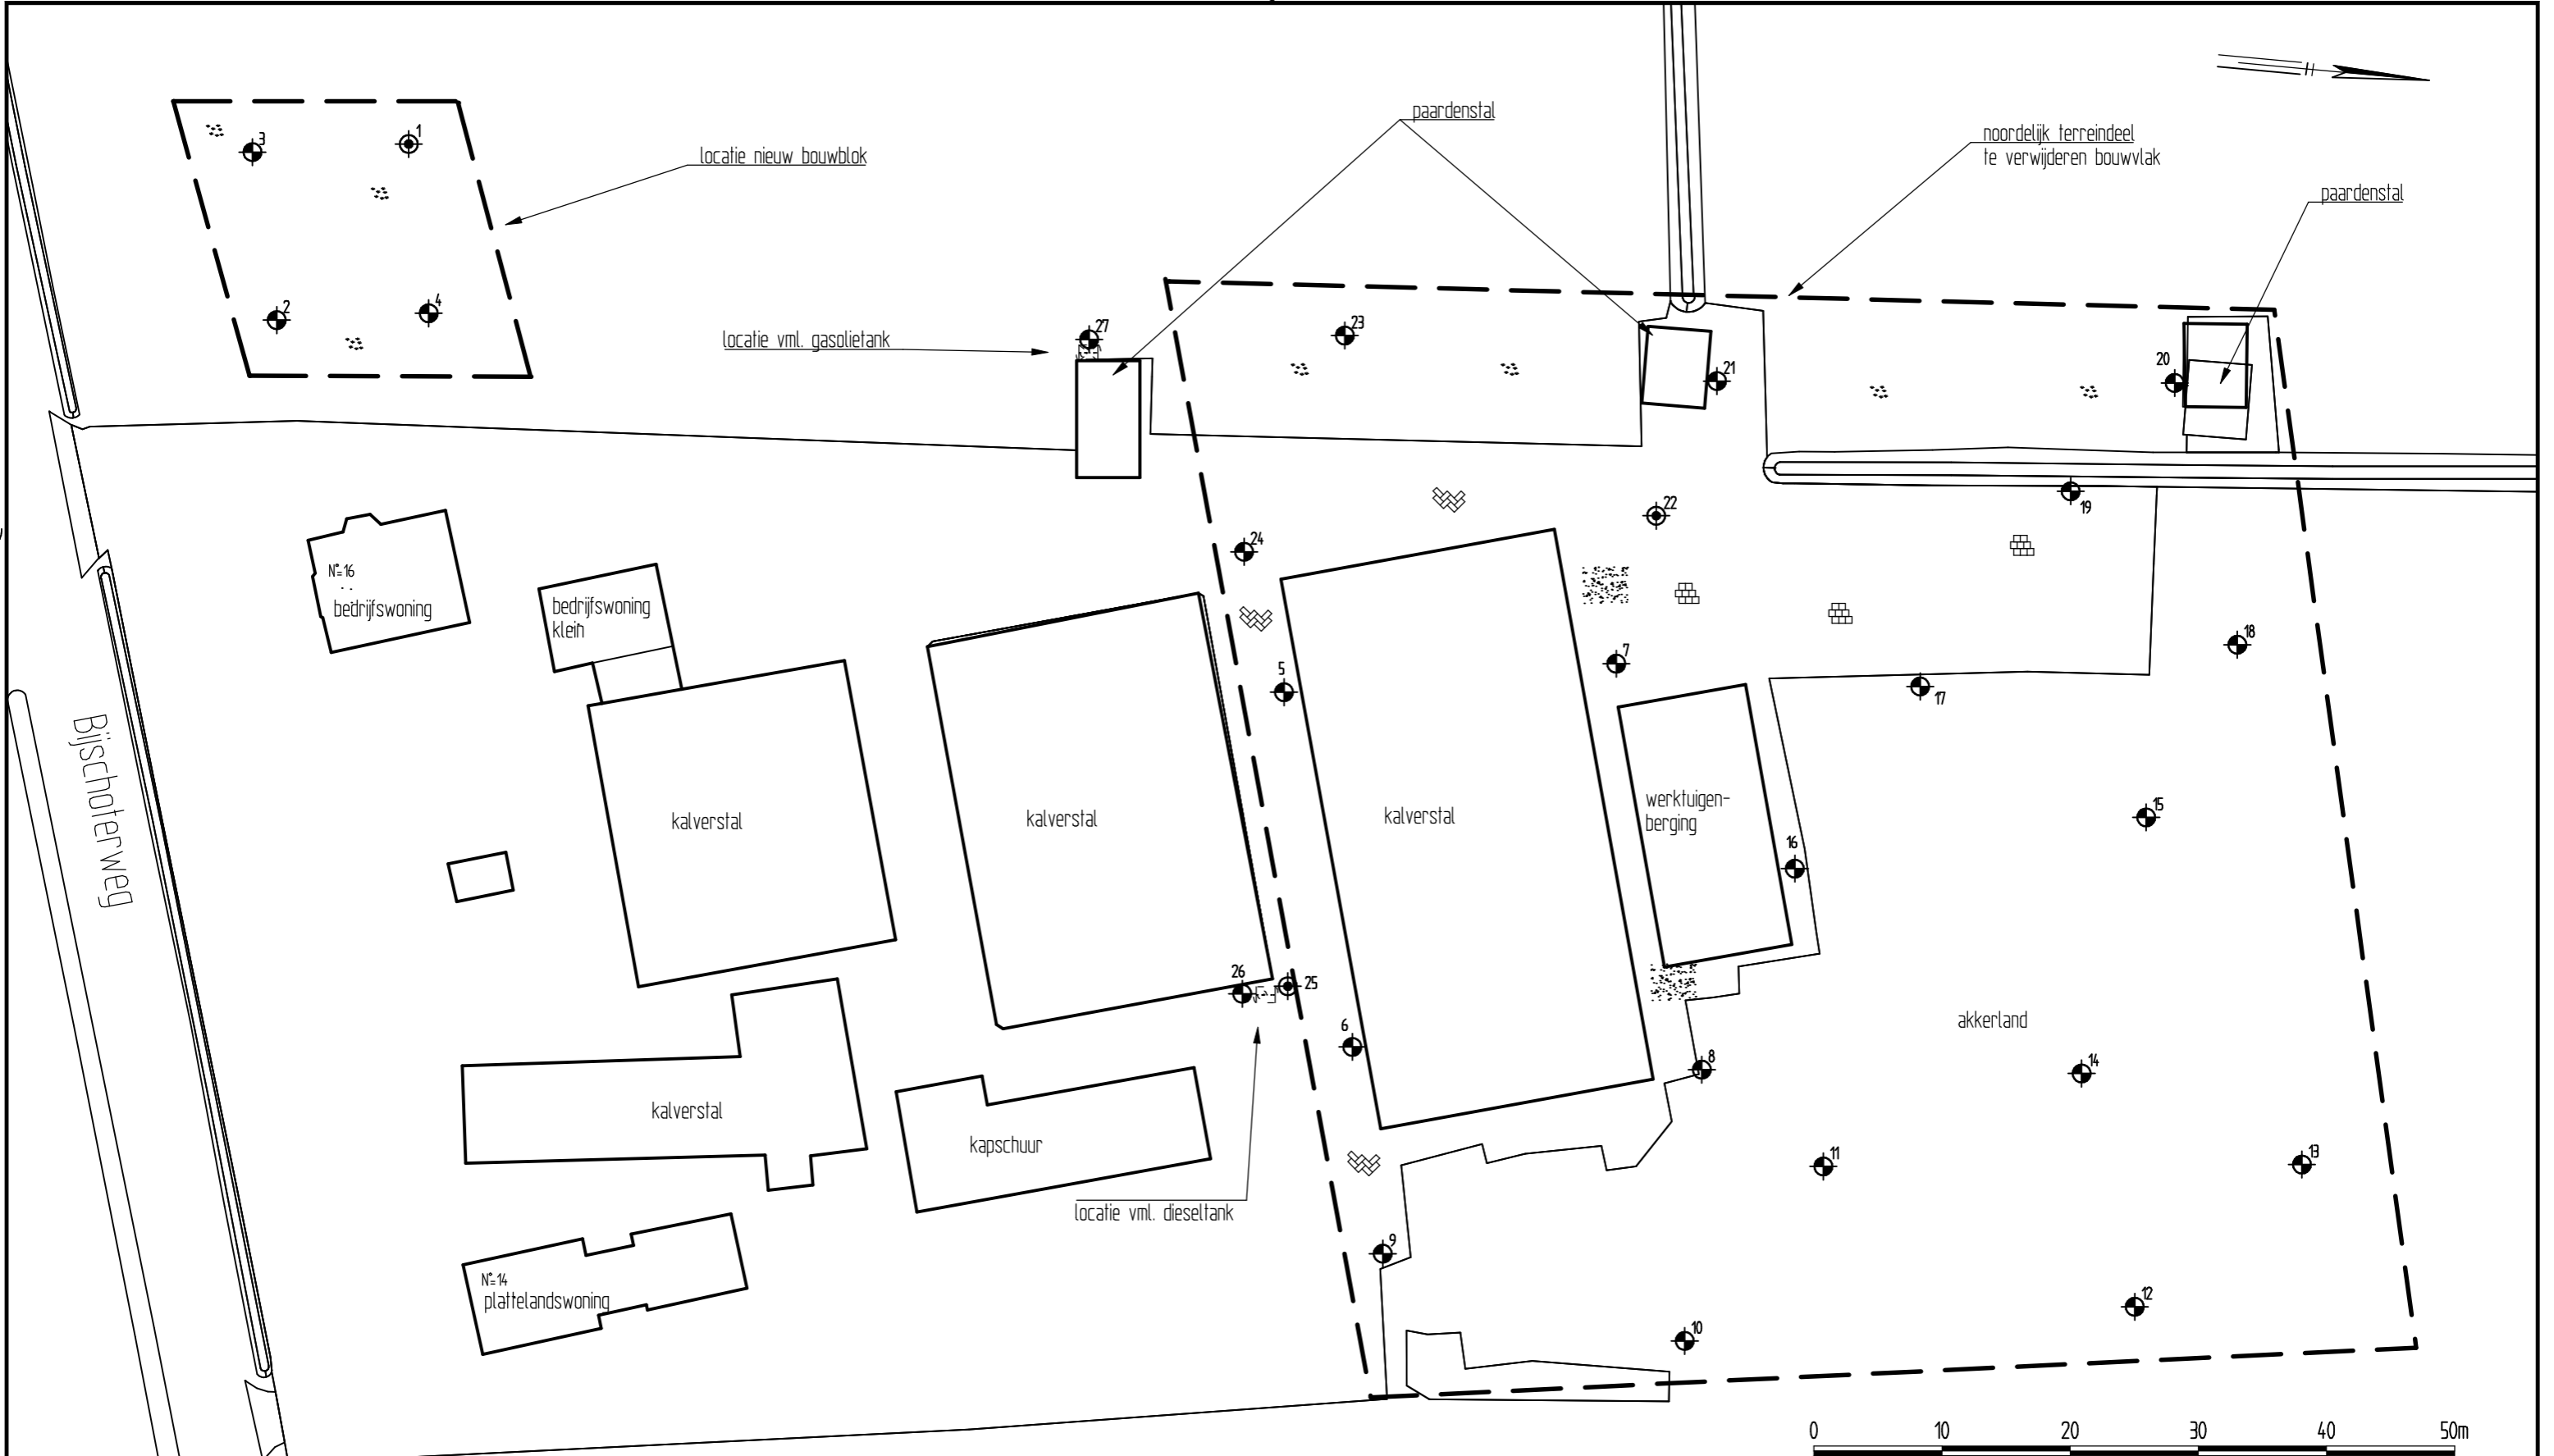 paardenstal
noordelijk terreindeel
te verwijderen bouwvlak
paardenstal
locatie nieuw bouwblok
3
1
2
4
locatie vml. gasolietank
27
23
21
20
22
19
24
N°=16
bedrijfswoning
bedrijfswoning
klein
5
7
18
17
Bijschoterweg
kalverstal
kalverstal
kalverstal
werktuigen-
berging
15
16
26
25
6
akkerland
8
14
kalverstal
kapschuur
11
13
locatie vml. dieseltank
9
N°=14
plattelandswoning
12
10
0 10 20 30 40 50m